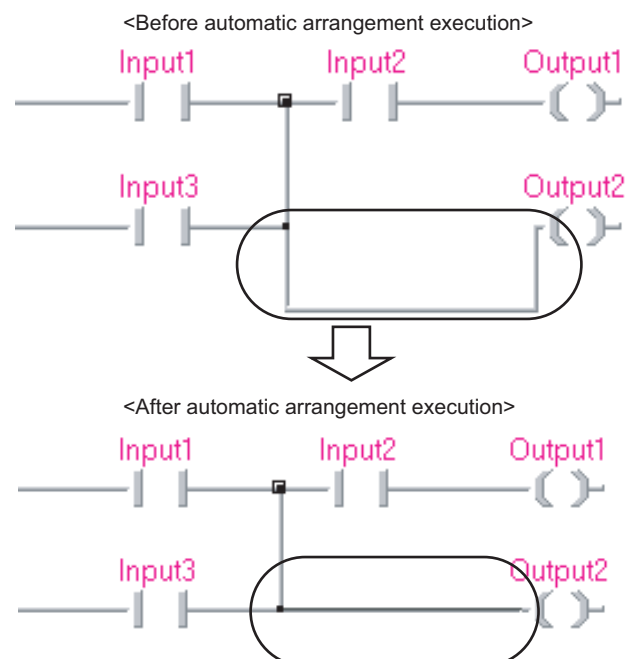 <Before automatic arrangement execution>
Input1 Input2 Output1
Input3 Output2
<After automatic arrangement execution>
Input1 Input2 Output1
Input3 Output2